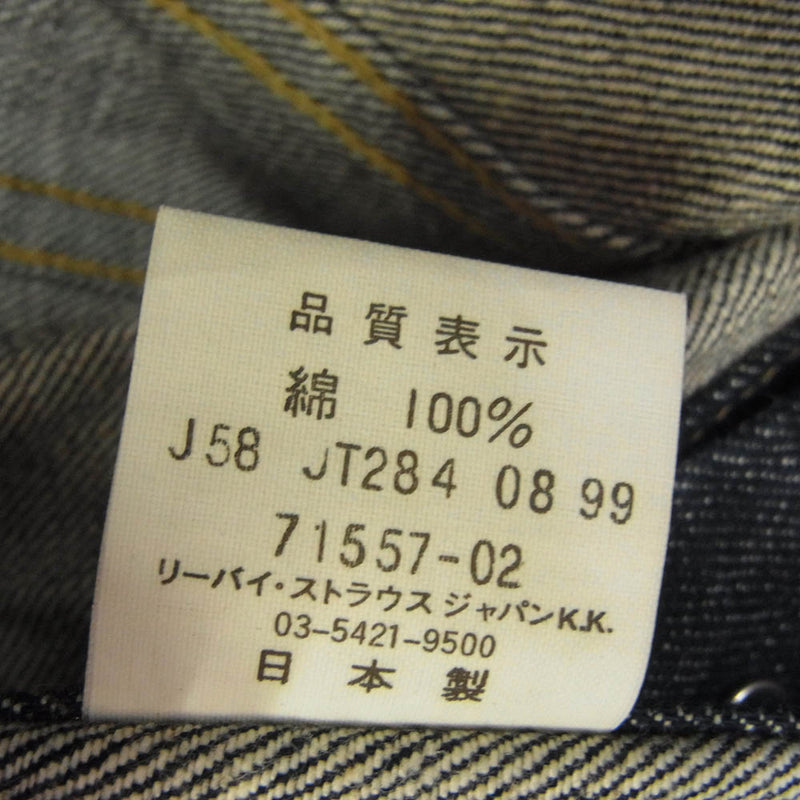 品質表示
綿 100%
J58 JT284 08 99
71557-02
リーバイ・ストラウス ジャパンK.K.
03-5421-9500
日本製